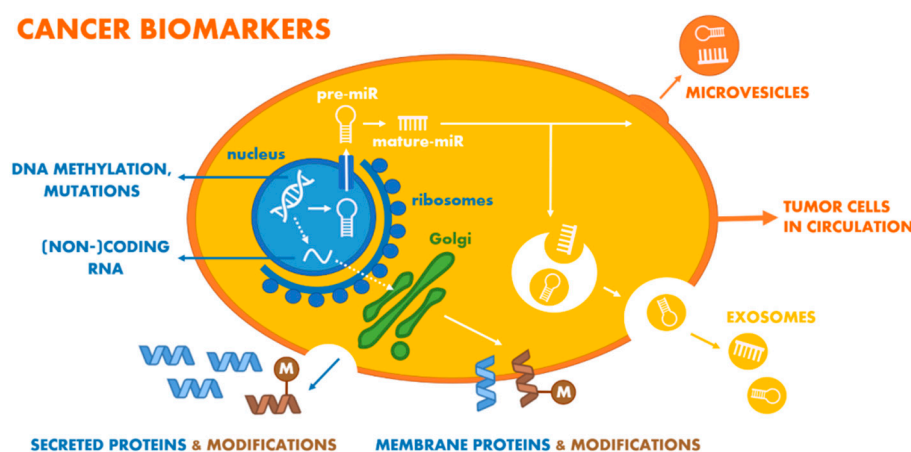 CANCER BIOMARKERS
MICROVESICLES
pre-miR
mature-miR
nucleus
DNA METHYLATION,
MUTATIONS
ribosomes
TUMOR CELLS
IN CIRCULATION
(NON-)CODING
RNA
Golgi
EXOSOMES
M
M
SECRETED PROTEINS & MODIFICATIONS
MEMBRANE PROTEINS & MODIFICATIONS